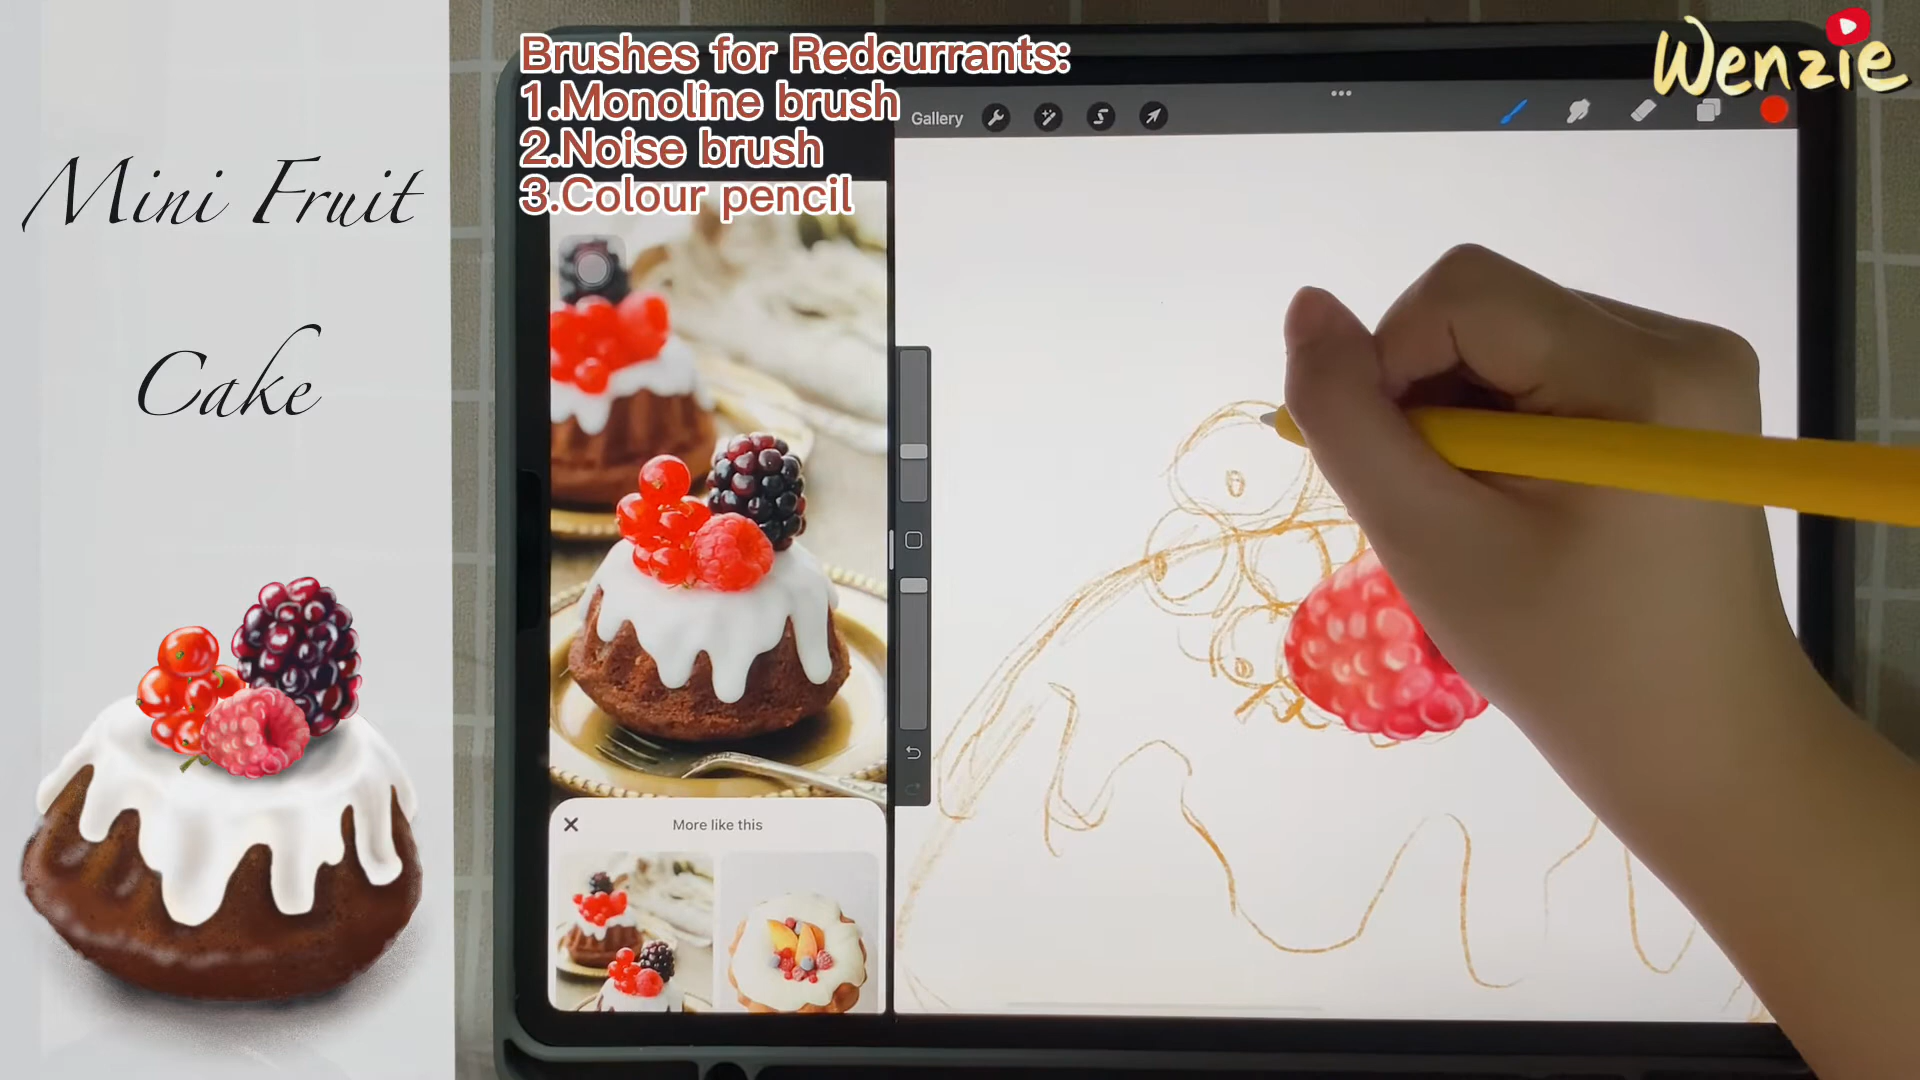 Mini Fruit
Cake
Brushes for Redcurrants:
1.Monoline brush
2.Noise brush
3.Colour pencil
Wenzie
Gallery
More like this